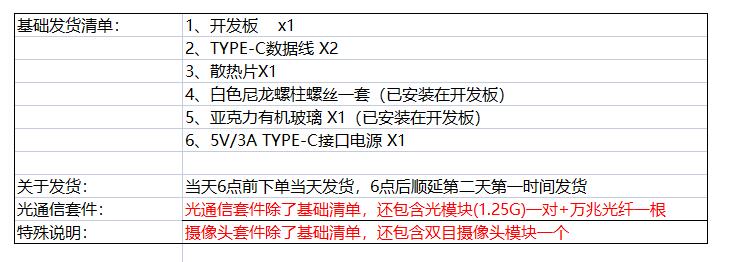 基础发货清单： 1、开发板 x1
2、TYPE-C数据线 X2
3、散热片X1
4、白色尼龙螺柱螺丝一套（已安装在开发板）
5、亚克力有机玻璃 X1（已安装在开发板）
6、5V/3A TYPE-C接口电源 X1
关于发货： 当天6点前下单当天发货，6点后顺延第二天第一时间发货
光通信套件： 光通信套件除了基础清单，还包含光模块(1.25G)一对+万兆光纤一根
特殊说明： 摄像头套件除了基础清单，还包含双目摄像头模块一个